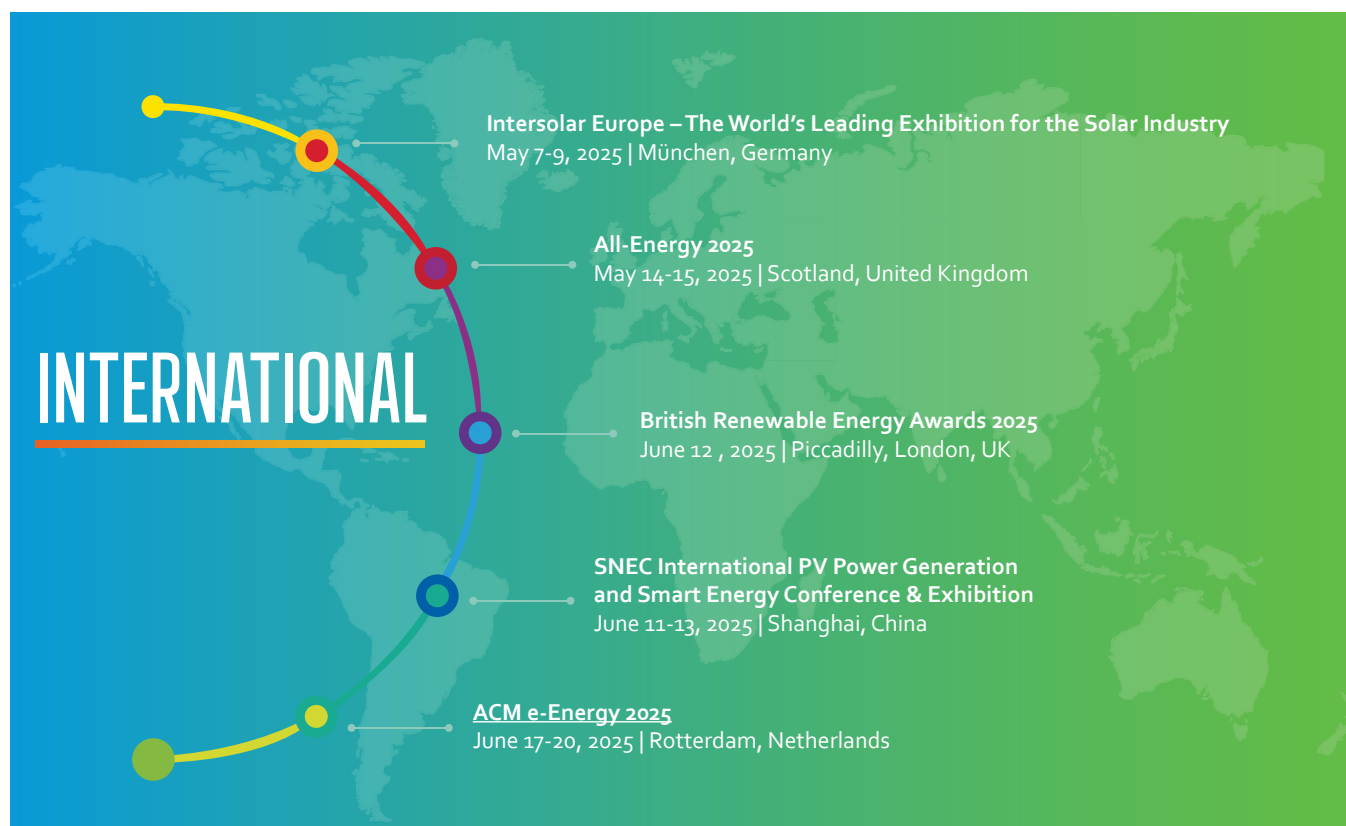 INTERNATIONAL
Intersolar Europe – The World's Leading Exhibition for the Solar Industry
May 7-9, 2025 | München, Germany
All-Energy 2025
May 14-15, 2025 | Scotland, United Kingdom
British Renewable Energy Awards 2025
June 12 , 2025 | Piccadilly, London, UK
SNEC International PV Power Generation
and Smart Energy Conference & Exhibition
June 11-13, 2025 | Shanghai, China
ACM e-Energy 2025
June 17-20, 2025 | Rotterdam, Netherlands